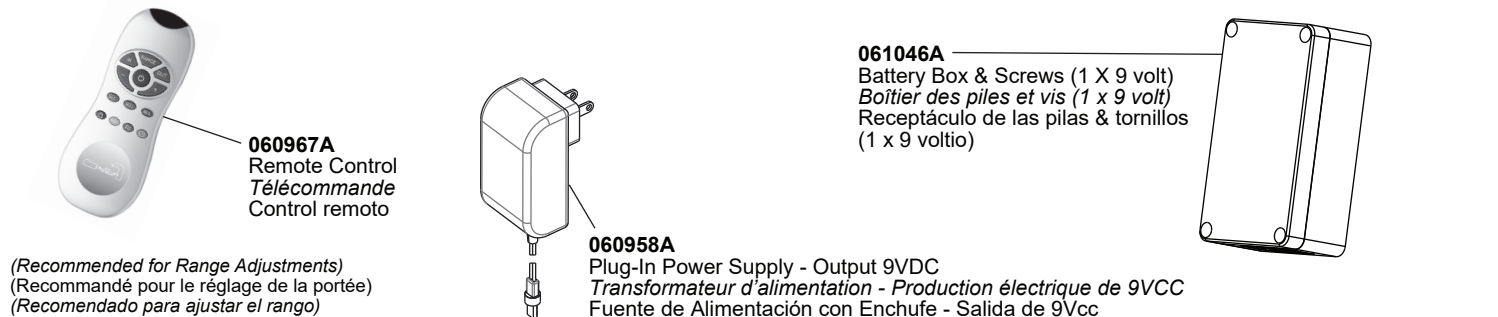 IN
RANGE
OUT
060967A
Remote Control
Télécommande
Control remoto
(Recommended for Range Adjustments)
(Recommandé pour le réglage de la portée)
(Recomendado para ajustar el rango)
060958A
Plug-In Power Supply - Output 9VDC
Transformateur d’alimentation - Production électrique de 9VCC
Fuente de Alimentación con Enchufe - Salida de 9Vcc
061046A
Battery Box & Screws (1 X 9 volt)
Boîtier des piles et vis (1 x 9 volt)
Receptáculo de las pilas & tornillos
(1 x 9 voltio)